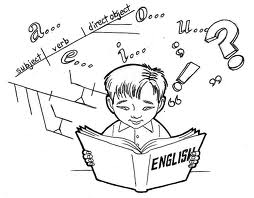 a... o... u...
subject verb direct object
e... i... ?
“ ! ”
“ ”
ENGLISH